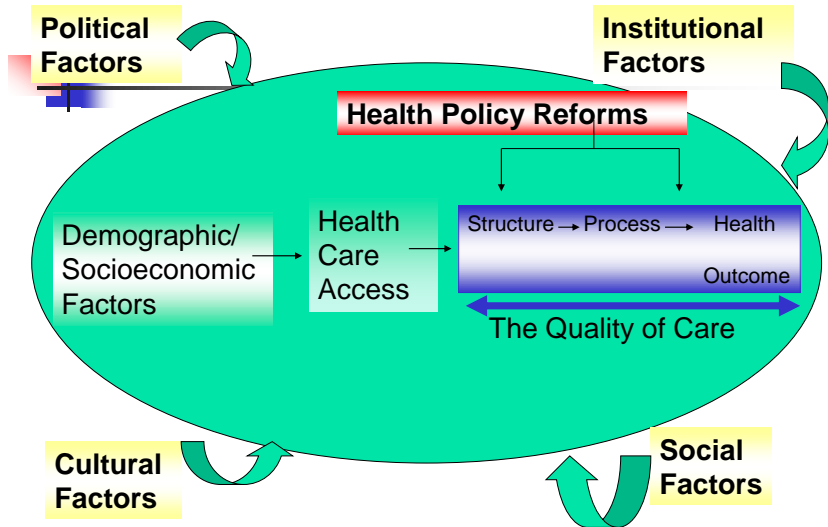 Political
Factors
Institutional
Factors
Health Policy Reforms
Demographic/
Socioeconomic
Factors
Health
Care
Access
Structure Process Health
Outcome
The Quality of Care
Cultural
Factors
Social
Factors